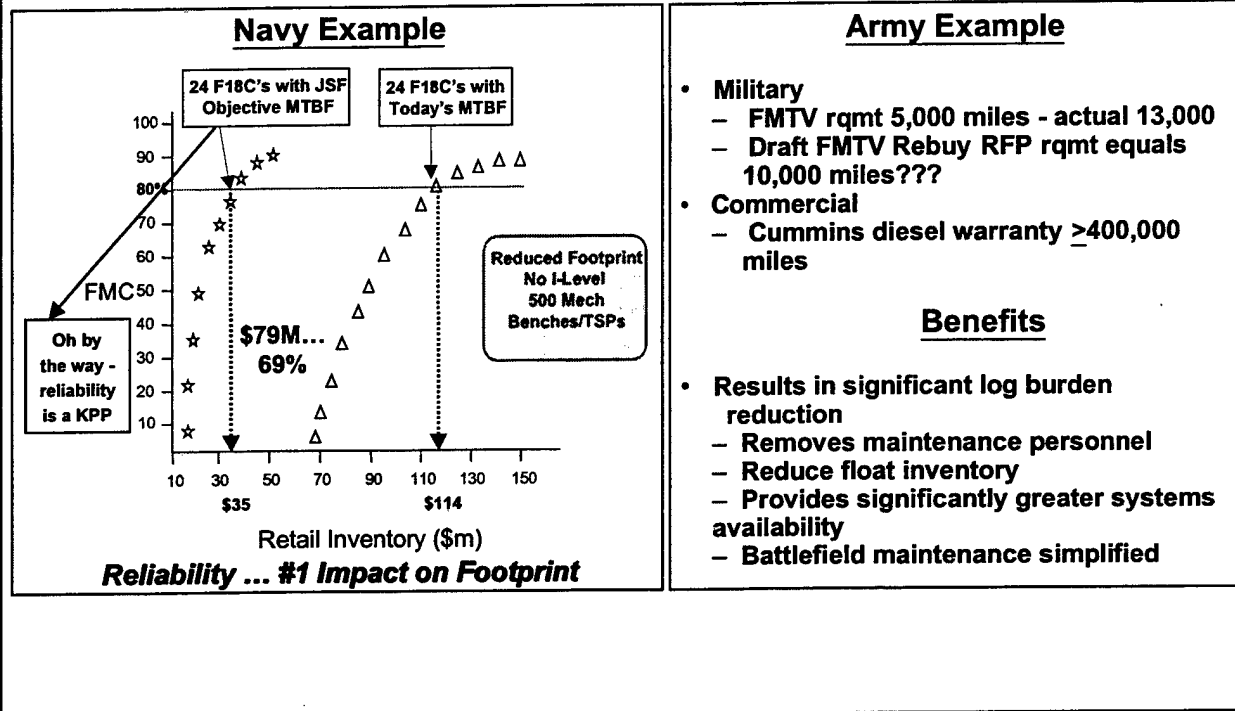 Navy Example
24 F18C's with JSF
Objective MTBF
24 F18C's with
Today's MTBF
100
90
80%
70
60
FMC 50
40
30
20
10
Oh by
the way -
reliability
is a KPP
$79M...
69%
Reduced Footprint
No I-Level
500 Mech
Benches/TSPs
10 30 50 70 90 110 130 150
$35 $114
Retail Inventory ($m)
Reliability ... #1 Impact on Footprint
Army Example
• Military
– FMTV rqmt 5,000 miles - actual 13,000
– Draft FMTV Rebuy RFP rqmt equals
10,000 miles???
• Commercial
– Cummins diesel warranty ≥400,000
miles
Benefits
• Results in significant log burden
reduction
– Removes maintenance personnel
– Reduce float inventory
– Provides significantly greater systems
availability
– Battlefield maintenance simplified